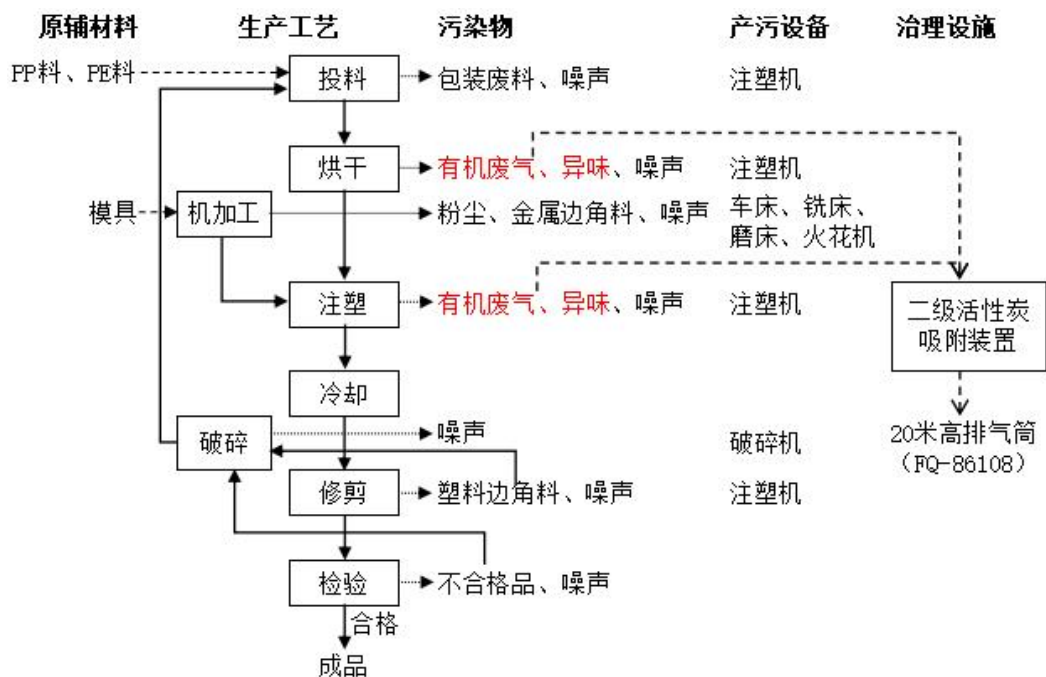 原辅材料 生产工艺 污染物 产污设备 治理设施
PP料、PE料 投料 包装废料、噪声 注塑机
烘干 有机废气、异味、噪声 注塑机
模具 机加工 粉尘、金属边角料、噪声 车床、铣床、
磨床、火花机
注塑 有机废气、异味、噪声 注塑机
二级活性炭
吸附装置
冷却
破碎 噪声 破碎机
20米高排气筒
（FQ-86108）
修剪 塑料边角料、噪声 注塑机
检验 不合格品、噪声
合格
成品